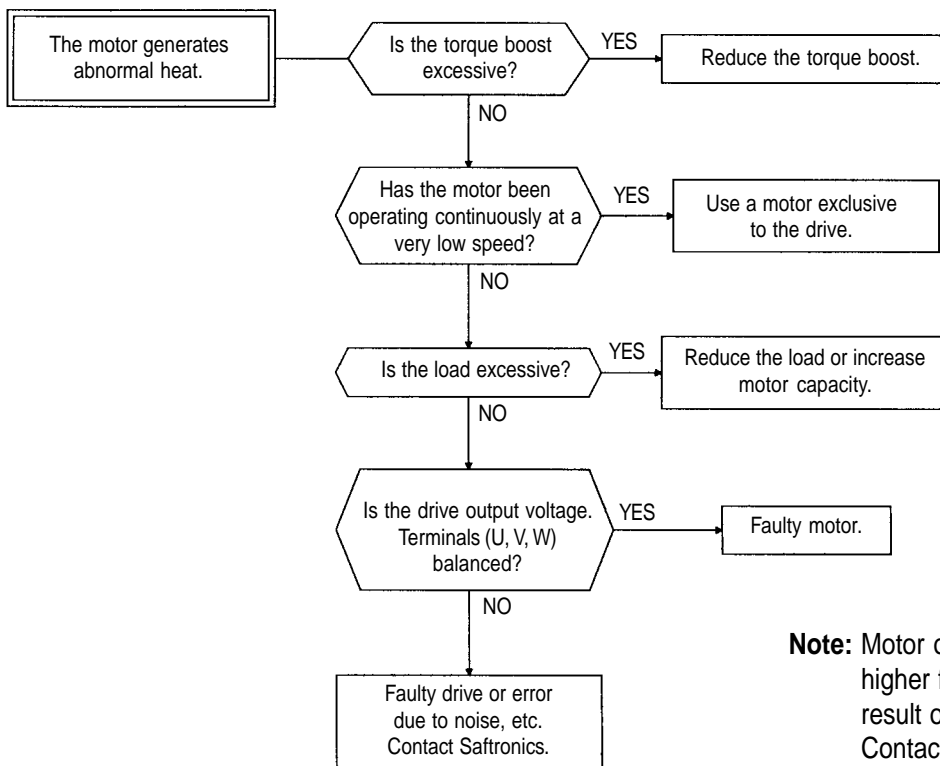 The motor generates
abnormal heat.
Is the torque boost
excessive?
YES
Reduce the torque boost.
NO
Has the motor been
operating continuously at a
very low speed?
YES
Use a motor exclusive
to the drive.
NO
Is the load excessive?
YES
Reduce the load or increase
motor capacity.
NO
Is the drive output voltage.
Terminals (U, V, W)
balanced?
YES
Faulty motor.
NO
Faulty drive or error
due to noise, etc.
Contact Saftronics.
Note: Motor
higher
result
Contac